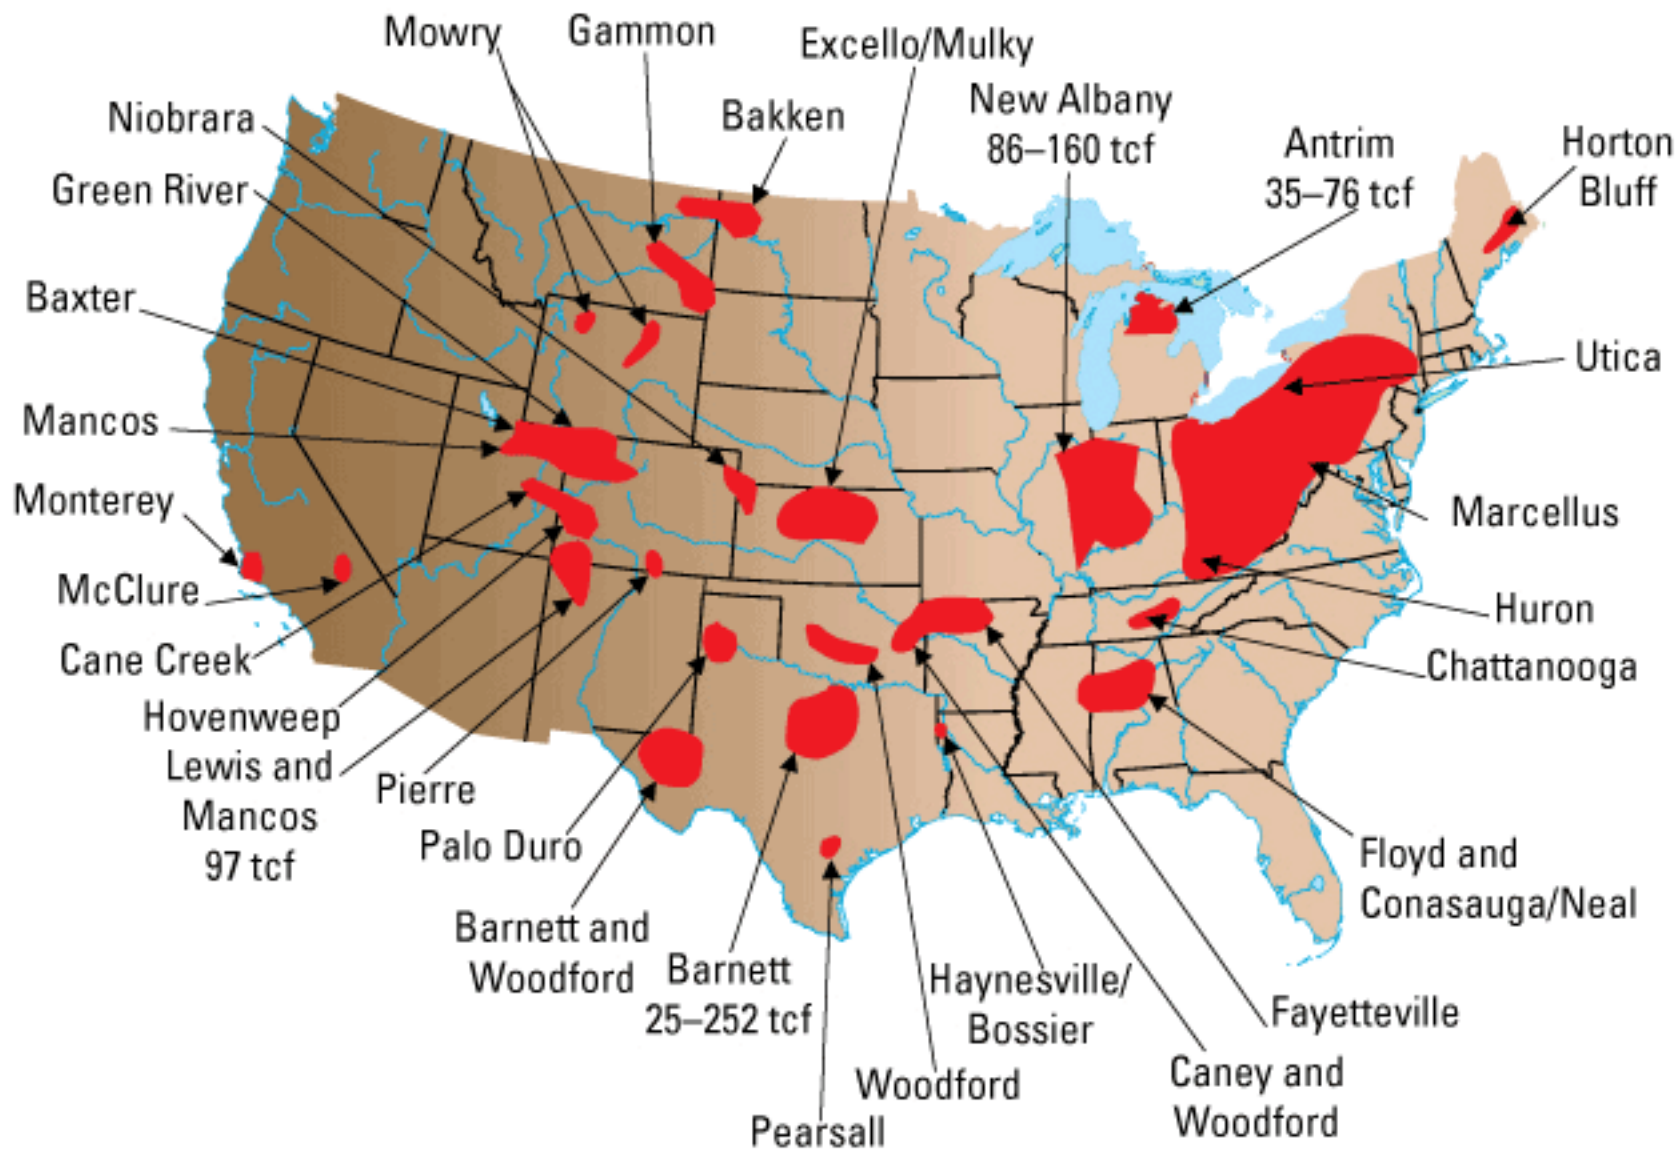 Mowry
Gammon
Excello/Mulky
Niobrara
Bakken
New Albany
86–160 tcf
Antrim
35–76 tcf
Horton
Bluff
Green River
Baxter
Utica
Mancos
Monterey
Marcellus
McClure
Huron
Cane Creek
Chattanooga
Hovenweep
Lewis and
Mancos
97 tcf
Pierre
Palo Duro
Floyd and
Conasauga/Neal
Barnett and
Woodford
Barnett
25–252 tcf
Haynesville/
Bossier
Fayetteville
Woodford
Caney and
Woodford
Pearsall